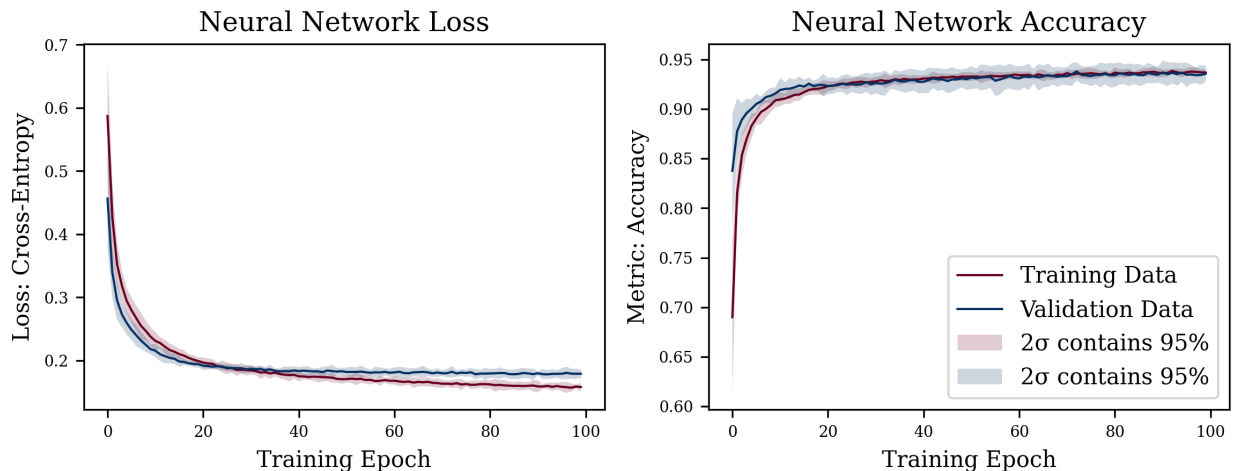 Neural Network Loss
Loss: Cross-Entropy
0.7
0.6
0.5
0.4
0.3
0.2
0 20 40 60 80 100
Training Epoch
Neural Network Accuracy
Metric: Accuracy
0.95
0.90
0.85
0.80
0.75
0.70
0.65
0.60
Training Data
Validation Data
2σ contains 95%
2σ contains 95%
0 20 40 60 80 100
Training Epoch